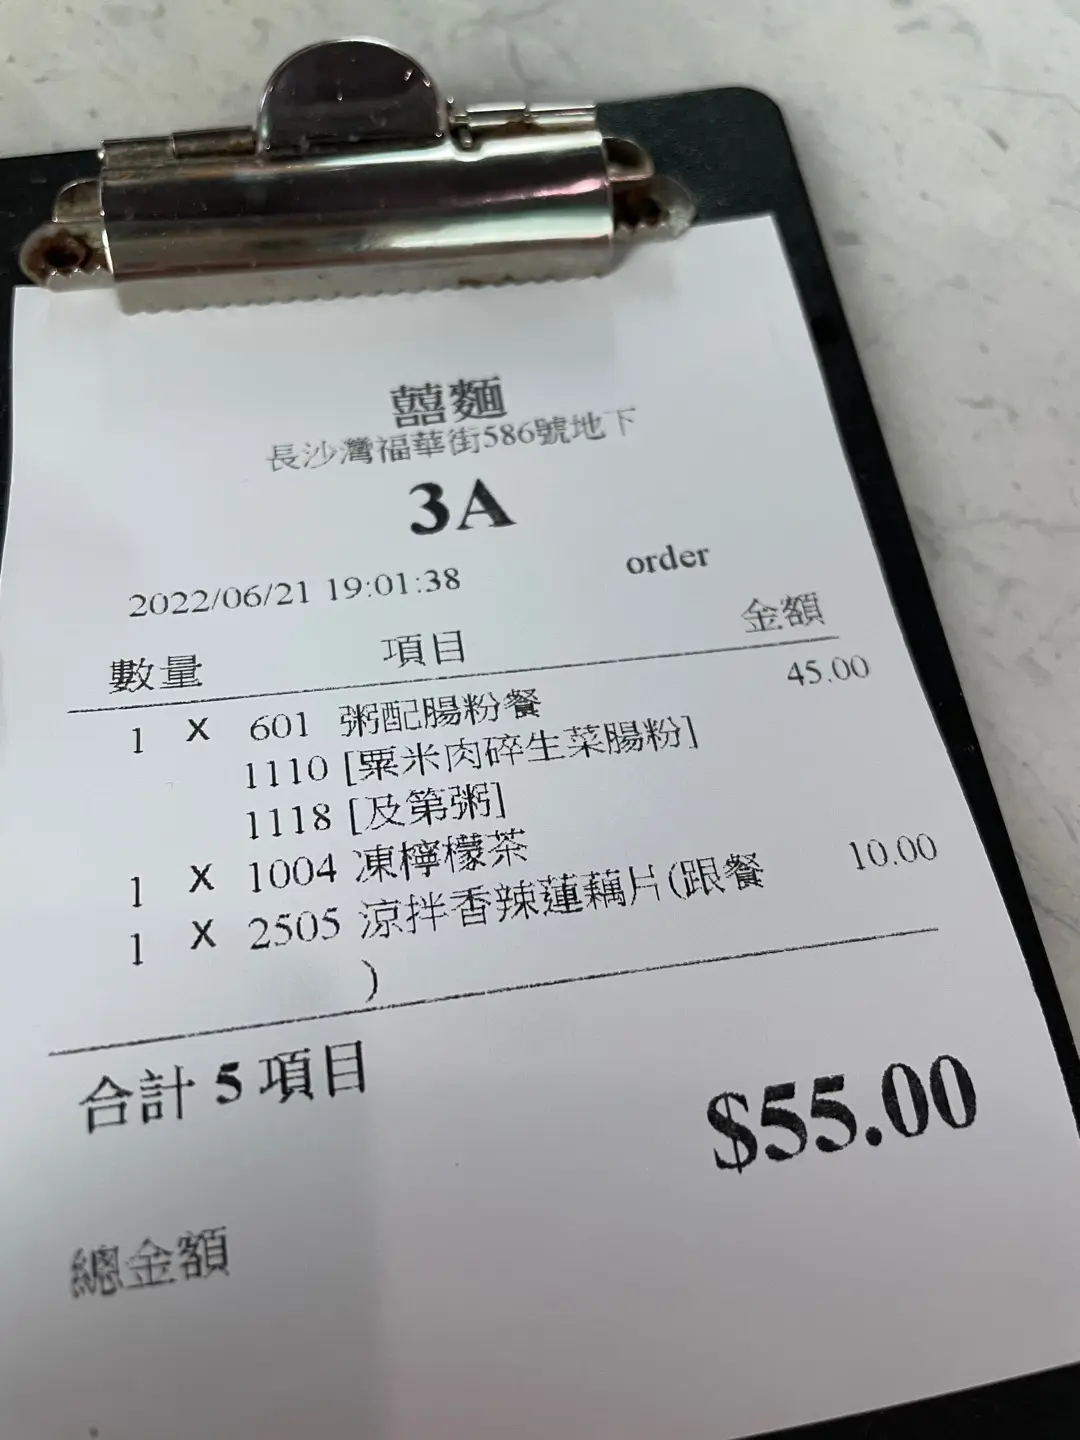 囍麵
長沙灣福華街586號地下
3A
2022/06/21 19:01:38 order
數量 項目 金額
1 X 601 粥配腸粉餐 45.00
1110 [粟米肉碎生菜腸粉]
1118 [及第粥]
1 X 1004 凍檸檬茶
1 X 2505 涼拌香辣蓮藕片(跟餐 10.00
)
合計 5 項目
$55.00
總金額